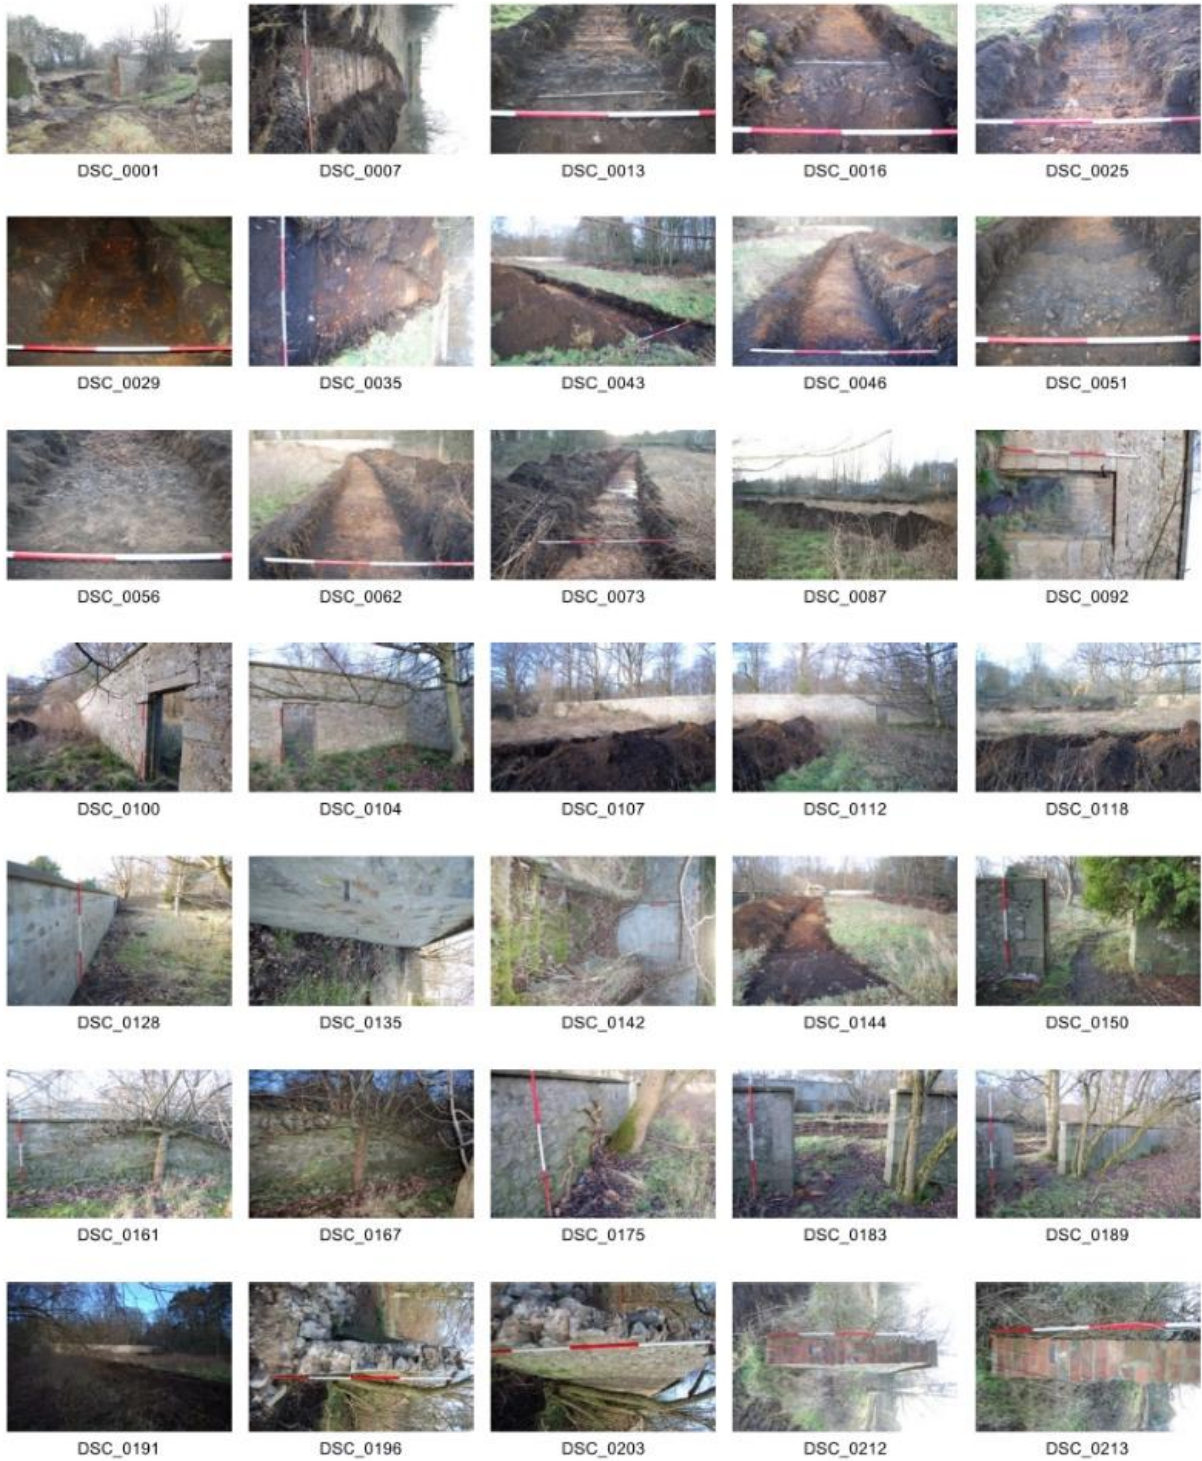 DSC_0001 DSC_0007 DSC_0013 DSC_0016 DSC_0025
DSC_0029 DSC_0035 DSC_0043 DSC_0046 DSC_0051
DSC_0056 DSC_0062 DSC_0073 DSC_0087 DSC_0092
DSC_0100 DSC_0104 DSC_0107 DSC_0112 DSC_0118
DSC_0128 DSC_0135 DSC_0142 DSC_0144 DSC_0150
DSC_0161 DSC_0167 DSC_0175 DSC_0183 DSC_0189
DSC_0191 DSC_0196 DSC_0203 DSC_0212 DSC_0213